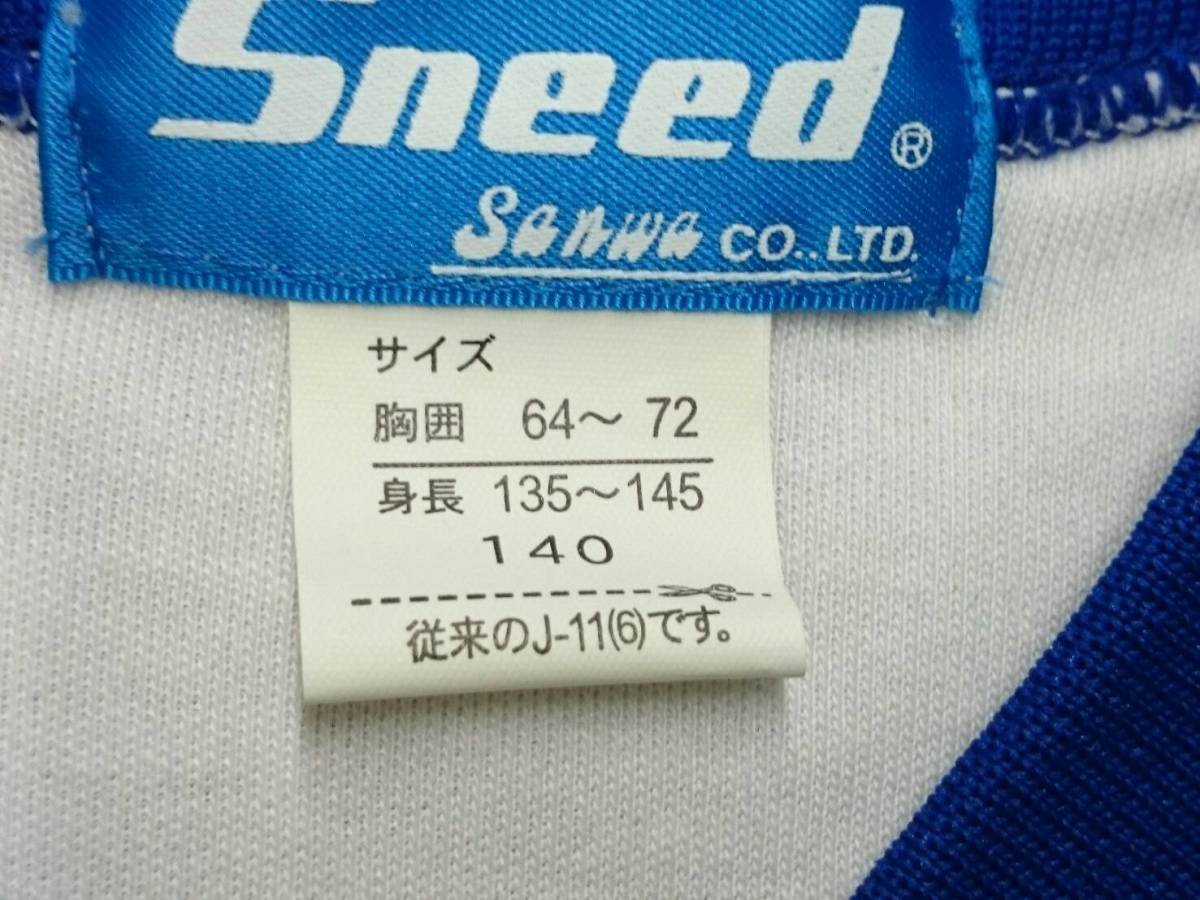 Sneed®
Sanwa CO.,LTD.
サイズ
胸囲 64～72
身長 135～145
140
従来のJ-11(6)です。